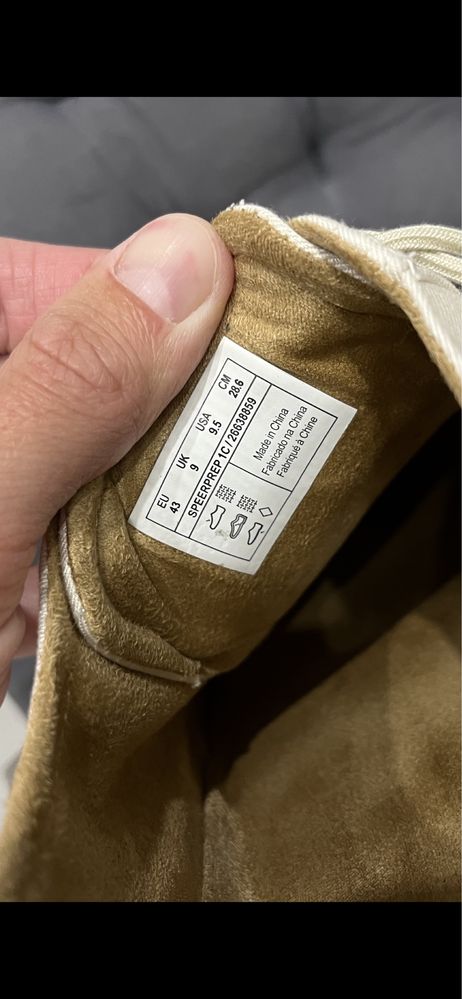 EU UK USA CM
43 9 9.5 28.6
SPEERPREP 1C / 26638859
Made in China
Fabricado na China
Fabriqué à Chine